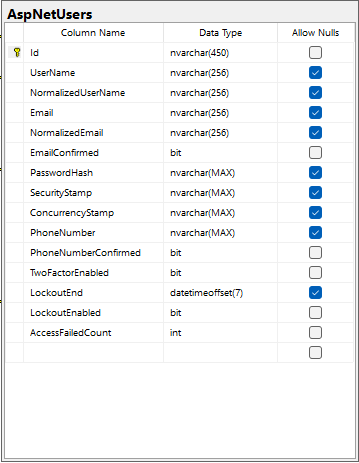 AspNetUsers
Column Name Data Type Allow Nulls
Id nvarchar(450)
UserName nvarchar(256)
NormalizedUserName nvarchar(256)
Email nvarchar(256)
NormalizedEmail nvarchar(256)
EmailConfirmed bit
PasswordHash nvarchar(MAX)
SecurityStamp nvarchar(MAX)
ConcurrencyStamp nvarchar(MAX)
PhoneNumber nvarchar(MAX)
PhoneNumberConfirmed bit
TwoFactorEnabled bit
LockoutEnd datetimeoffset(7)
LockoutEnabled bit
AccessFailedCount int